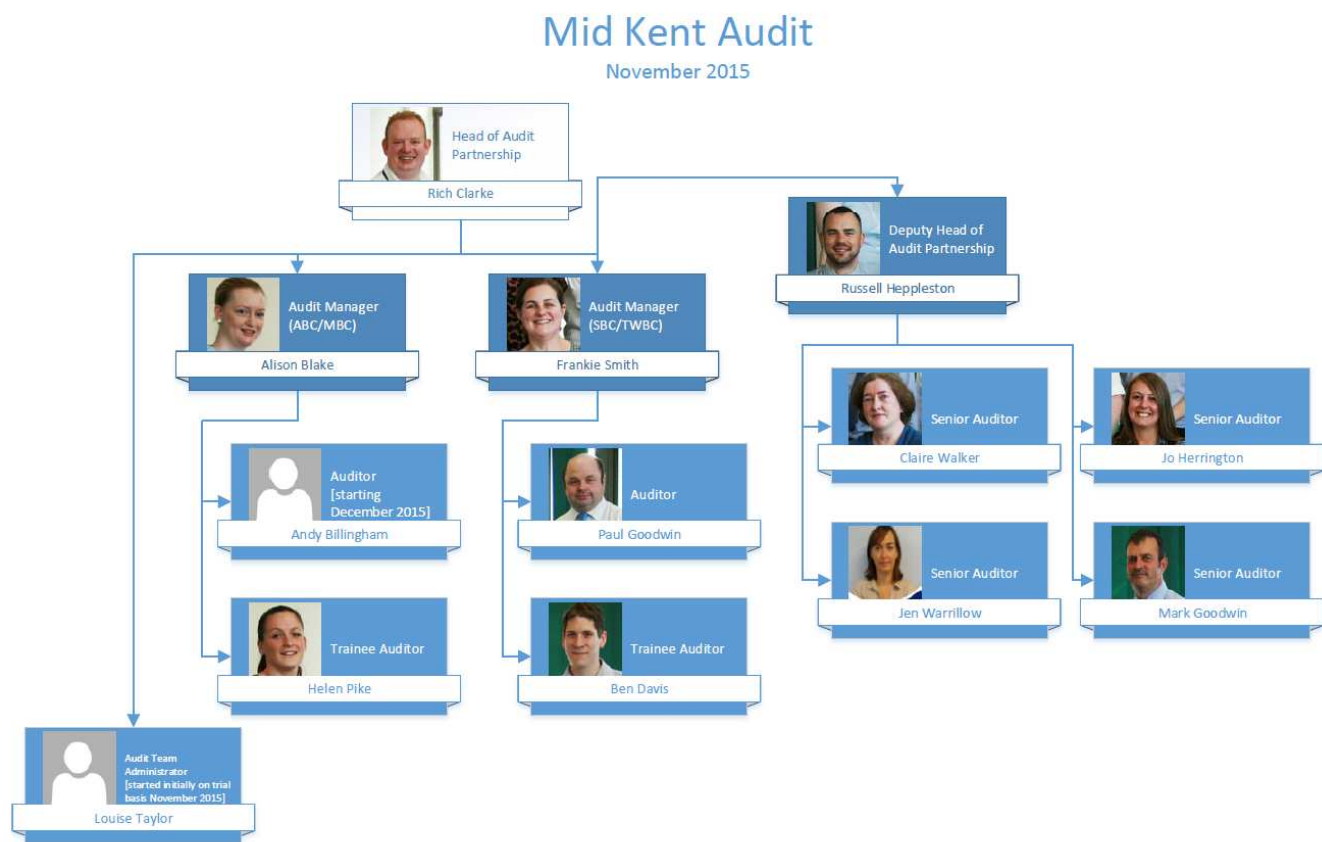 Mid Kent Audit
November 2015
Head of Audit
Partnership
Rich Clarke
Deputy Head of
Audit Partnership
Russell Heppleston
Audit Manager
(ABC/MBC)
Alison Blake
Audit Manager
(SBC/TWBC)
Frankie Smith
Senior Auditor
Claire Walker
Senior Auditor
Jo Herrington
Auditor
[starting
December 2015]
Andy Billingham
Auditor
Paul Goodwin
Senior Auditor
Jen Warrillow
Senior Auditor
Mark Goodwin
Trainee Auditor
Helen Pike
Trainee Auditor
Ben Davis
Audit Team
Administrator
[started initially on trial
basis November 2015]
Louise Taylor